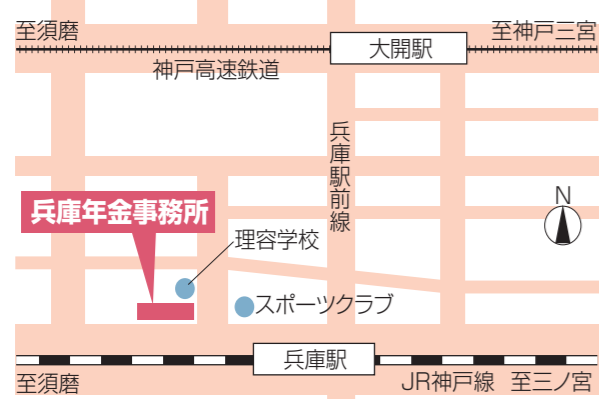 至須磨
大開駅
至神戸三宮
神戸高速鉄道
兵庫駅前線
兵庫年金事務所
N
理容学校
スポーツクラブ
兵庫駅
至須磨
JR神戸線 至三ノ宮